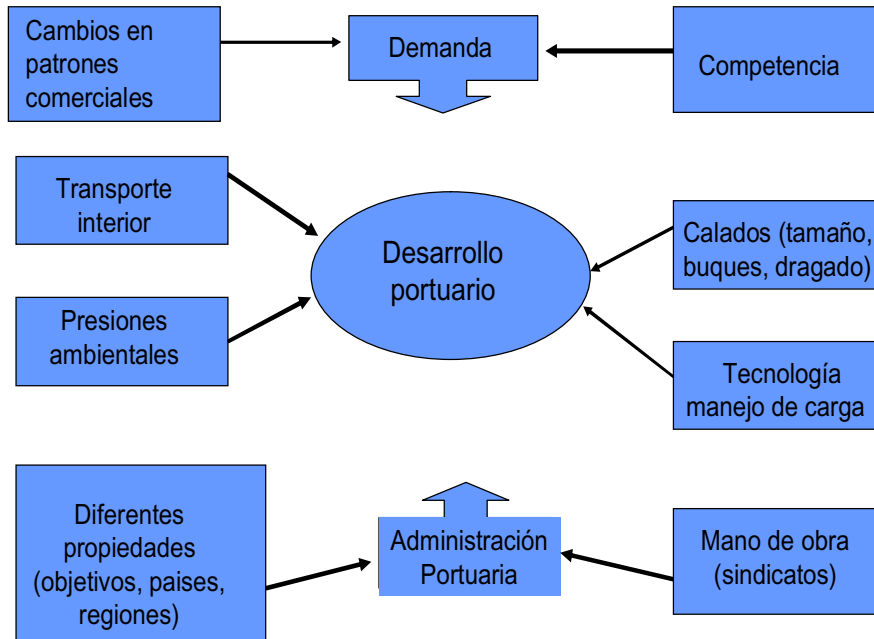 Cambios en
patrones
comerciales
Demanda
Competencia
Transporte
interior
Desarrollo
portuario
Calados (tamaño,
buques, dragado)
Presiones
ambientales
Tecnología
manejo de carga
Diferentes
propiedades
(objetivos, paises,
regiones)
Administración
Portuaria
Mano de obra
(sindicatos)